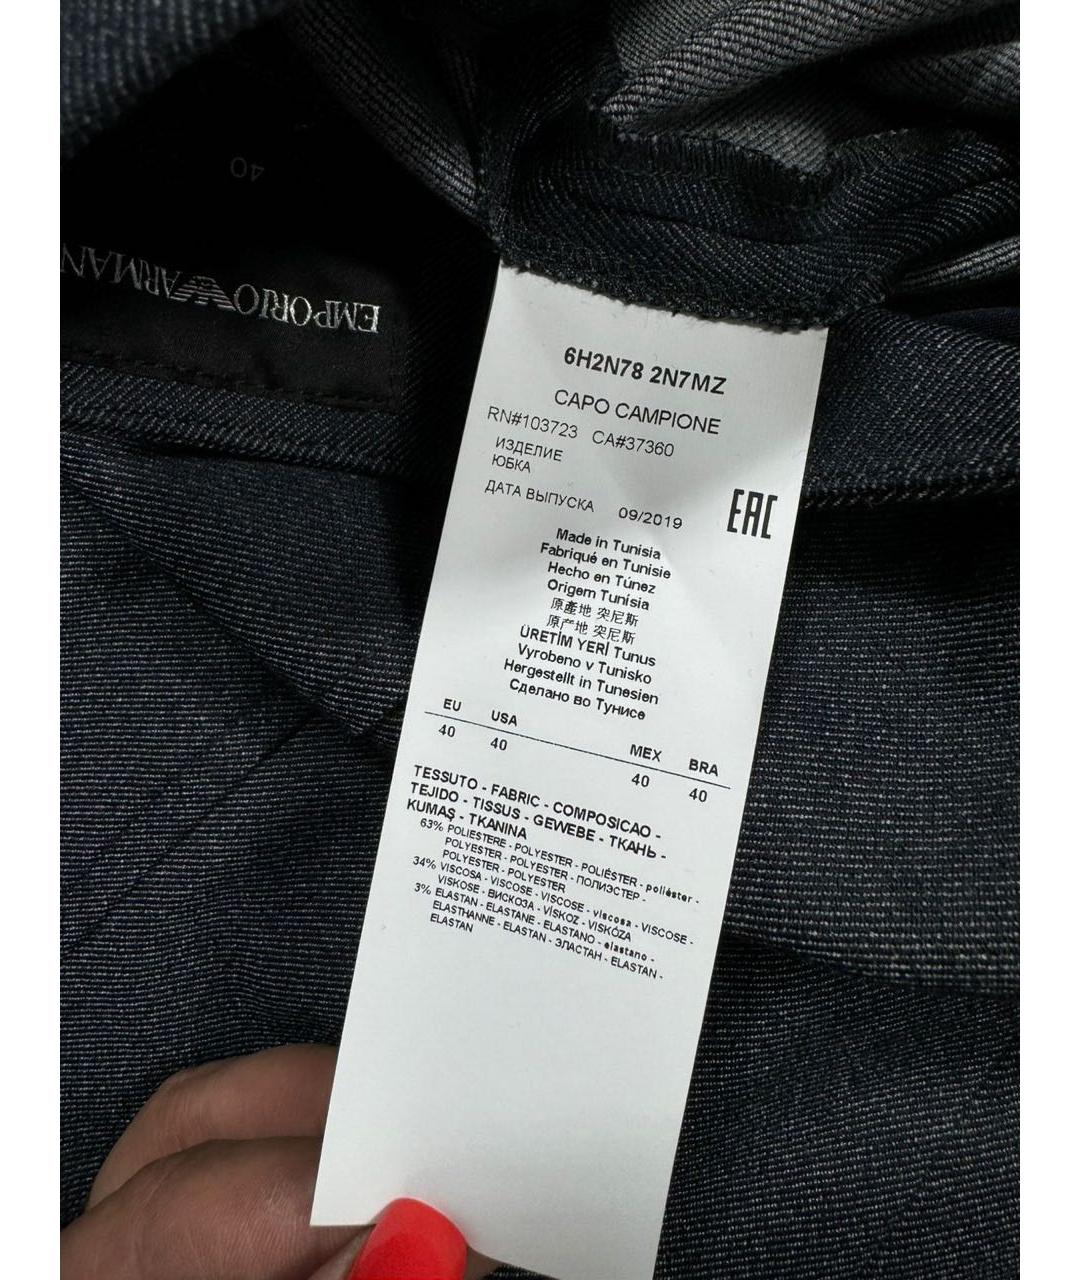 40
EMPORIO ARMAN
6H2N78 2N7MZ
CAPO CAMPIONE
RN#103723 CA#37360
ИЗДЕЛИЕ
ЮБКА
ДАТА ВЫПУСКА 09/2019
EAC
Made in Tunisia
Fabriqué en Tunisie
Hecho en Túnez
Origem Tunísia
原產地 突尼斯
原产地 突尼斯
ÜRETİM YERİ Tunus
Vyrobeno v Tunisko
Hergestellt in Tunesien
Сделано во Тунисе
EU USA MEX BRA
40 40 40 40
TESSUTO - FABRIC - COMPOSICAO -
TEJIDO - TISSUS - GEWEBE - ТКАНЬ -
KUMAŞ - TKANINA
63% POLIESTERE - POLYESTER - POLIÉSTER - poliéster -
POLYESTER - POLYESTER - ПОЛИЭСТЕР -
POLYESTER - POLYESTER
34% VISCOSA - VISCOSE - VISCOSE - viscosa - VISCOSE -
VISKOSE - ВИСКОЗА - VİSKOZ - VISKÓZA
3% ELASTAN - ELASTANE - ELASTANO - elastano -
ELASTHANNE - ELASTAN - ЭЛАСТАН - ELASTAN -
ELASTAN